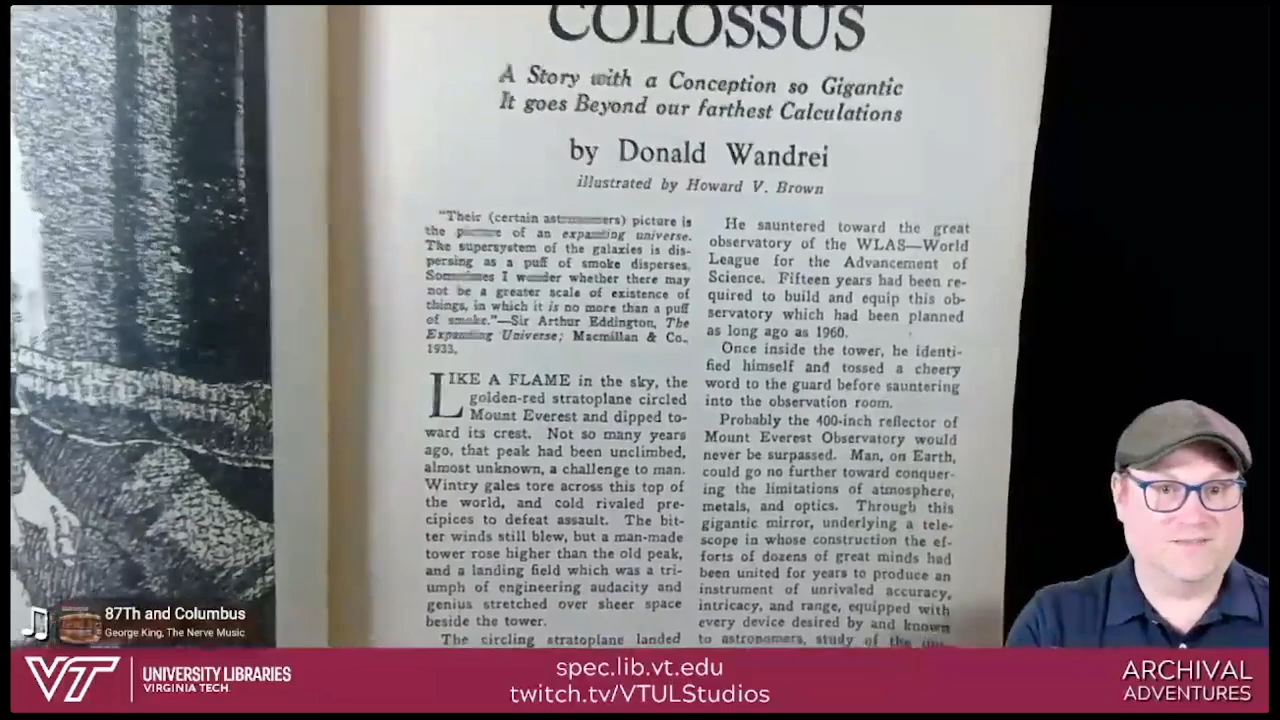 COLOSSUS
A Story with a Conception so Gigantic
It goes Beyond our farthest Calculations
by Donald Wandrei
illustrated by Howard V. Brown
"Their (certain astronomers) picture is
the picture of an expanding universe.
The supersystem of the galaxies is dis-
persing as a puff of smoke disperses.
Sometimes I wonder whether there may
not be a greater scale of existence of
things, in which it is no more than a puff
of smoke."—Sir Arthur Eddington, The
Expanding Universe; Macmillan & Co.,
1933.
LIKE A FLAME in the sky, the
golden-red stratoplane circled
Mount Everest and dipped to-
ward its crest. Not so many years
ago, that peak had been unclimbed,
almost unknown, a challenge to man.
Wintry gales tore across this top of
the world, and cold rivaled pre-
cipices to defeat assault. The bit-
ter winds still blew, but a man-made
tower rose higher than the old peak,
and a landing field which was a tri-
umph of engineering audacity and
genius stretched over sheer space
beside the tower.
The circling stratoplane landed
He sauntered toward the great
observatory of the WLAS—World
League for the Advancement of
Science. Fifteen years had been re-
quired to build and equip this ob-
servatory which had been planned
as long ago as 1960.
Once inside the tower, he identi-
fied himself and tossed a cheery
word to the guard before sauntering
into the observation room.
Probably the 400-inch reflector of
Mount Everest Observatory would
never be surpassed. Man, on Earth,
could go no further toward conquer-
ing the limitations of atmosphere,
metals, and optics. Through this
gigantic mirror, underlying a tele-
scope in whose construction the ef-
forts of dozens of great minds had
been united for years to produce an
instrument of unrivaled accuracy,
intricacy, and range, equipped with
every device desired by and known
to astronomers, study of the
87Th and Columbus
George King, The Nerve Music
VT UNIVERSITY LIBRARIES
VIRGINIA TECH
spec.lib.vt.edu
twitch.tv/VTULStudios
ARCHIVAL
ADVENTURES